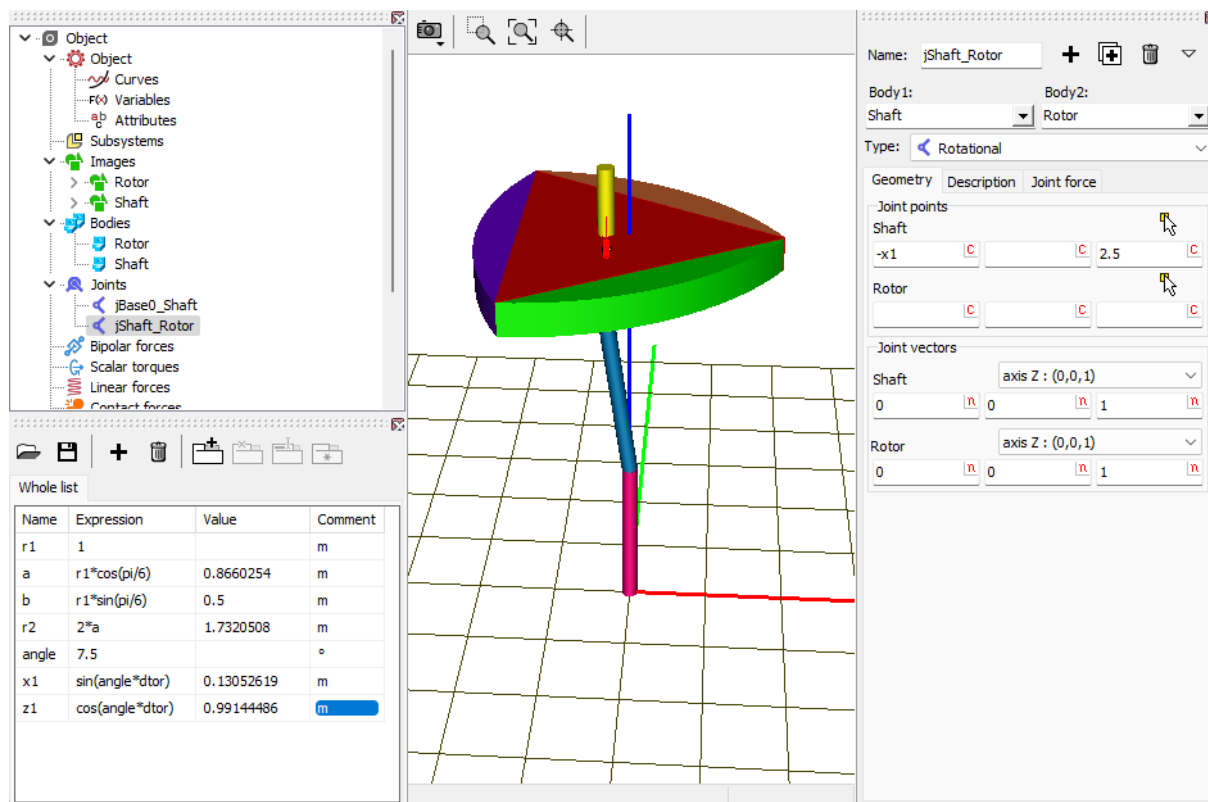 Object
Object
Curves
F(x) Variables
ab
c Attributes
Subsystems
Images
Rotor
Shaft
Bodies
Rotor
Shaft
Joints
jBase0_Shaft
jShaft_Rotor
Bipolar forces
Scalar torques
Linear forces
Contact forces
Whole list
Name Expression Value Comment
r1 1 m
a r1*cos(pi/6) 0.8660254 m
b r1*sin(pi/6) 0.5 m
r2 2*a 1.7320508 m
angle 7.5 °
x1 sin(angle*dtor) 0.13052619 m
z1 cos(angle*dtor) 0.99144486 m
Name: jShaft_Rotor
Body1: Body2:
Shaft Rotor
Type: Rotational
Geometry Description Joint force
Joint points
Shaft
-x1 C C 2.5 C
Rotor
C C C
Joint vectors
Shaft axis Z : (0,0,1)
0 n 0 n 1 n
Rotor axis Z : (0,0,1)
0 n 0 n 1 n